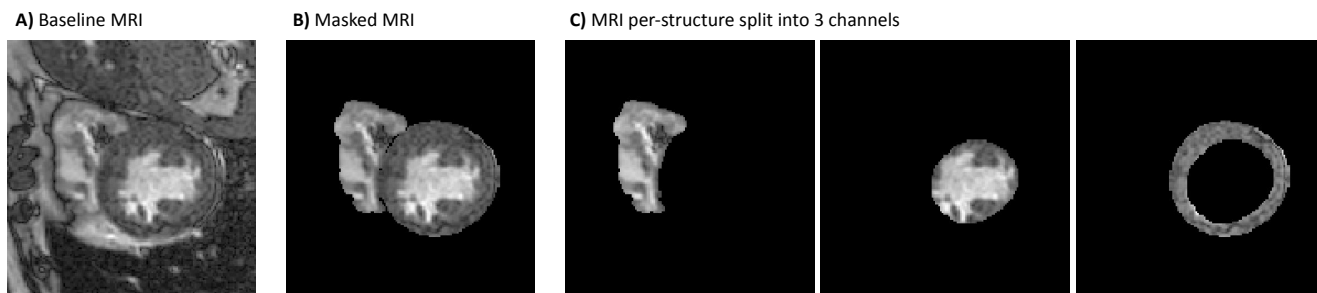 A) Baseline MRI
B) Masked MRI
C) MRI per-structure split into 3 channels